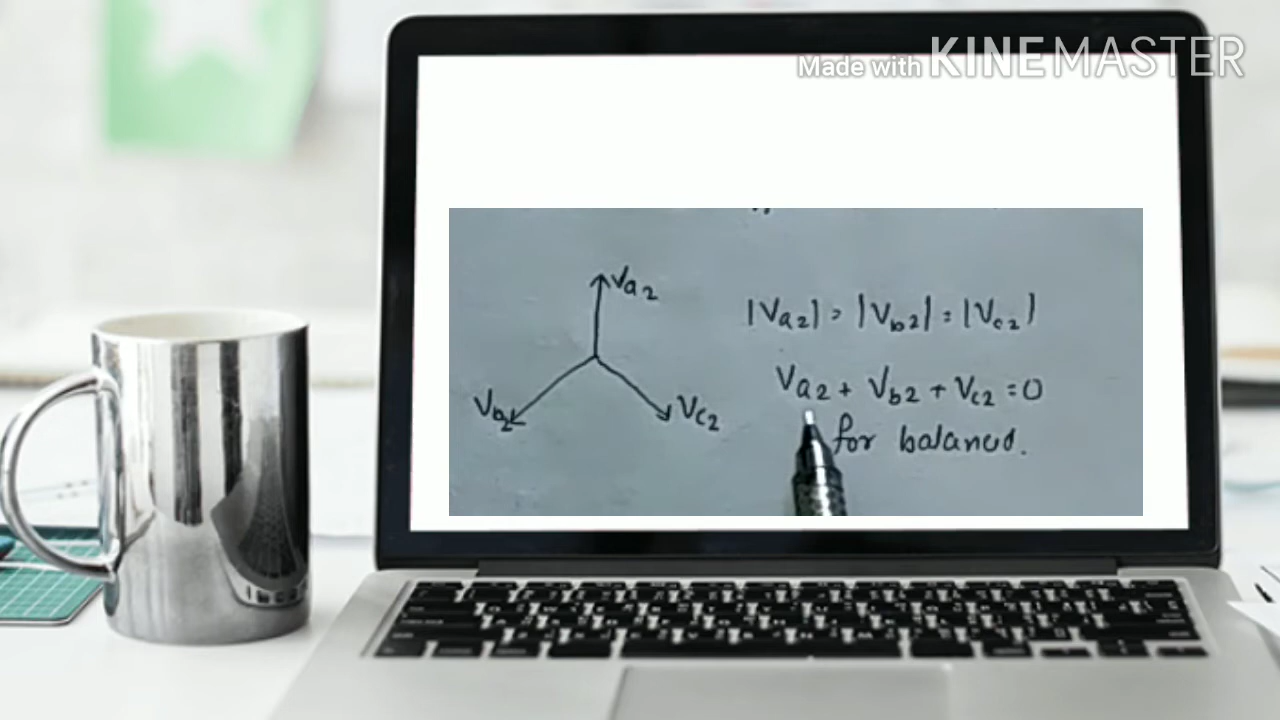 Made with KINEMASTER
Va2
|Va2| = |Vb2| = |Vc2|
Va2 + Vb2 + Vc2 = 0
Vb2
Vc2
for balanced.